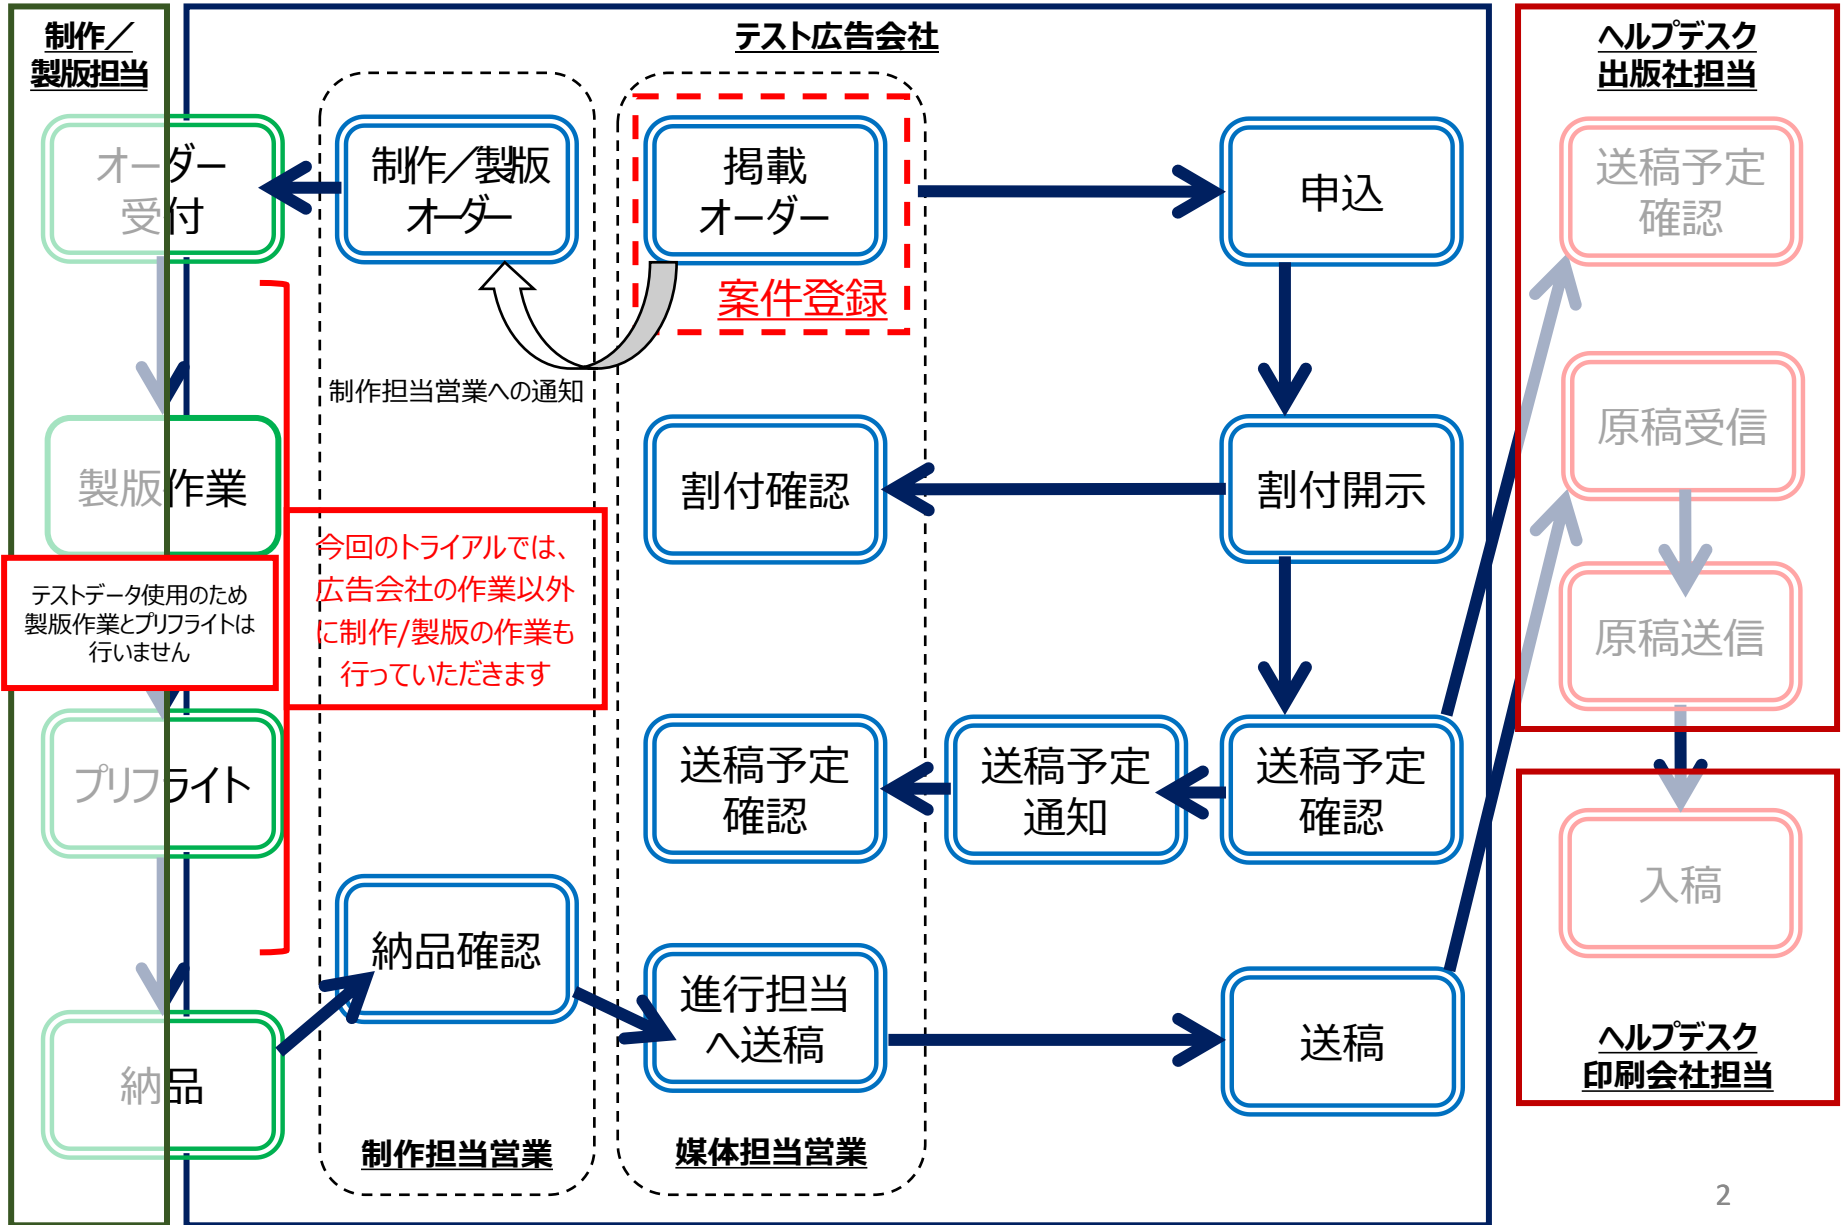 制作／
製版担当
テスト広告会社
ヘルプデスク
出版社担当
オーダー
受付
制作／製版
オーダー
掲載
オーダー
案件登録
申込
送稿予定
確認
制作担当営業への通知
製版作業
割付確認
割付開示
原稿受信
今回のトライアルでは、
広告会社の作業以外
に制作/製版の作業も
行っていただきます
テストデータ使用のため
製版作業とプリフライトは
行いません
原稿送信
プリフライト
送稿予定
確認
送稿予定
通知
送稿予定
確認
入稿
納品確認
進行担当
へ送稿
送稿
納品
ヘルプデスク
印刷会社担当
制作担当営業
媒体担当営業
2